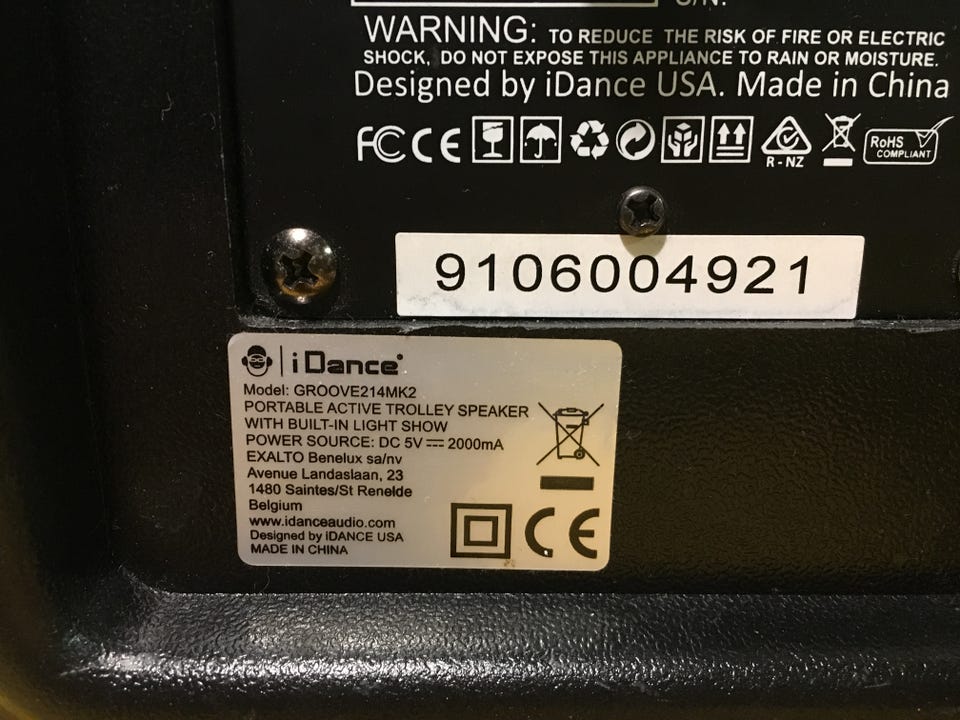 S/N:
WARNING: TO REDUCE THE RISK OF FIRE OR ELECTRIC
SHOCK, DO NOT EXPOSE THIS APPLIANCE TO RAIN OR MOISTURE.
Designed by iDance USA. Made in China
FC CE R-NZ RoHS COMPLIANT
9106004921
iDance
Model: GROOVE214MK2
PORTABLE ACTIVE TROLLEY SPEAKER
WITH BUILT-IN LIGHT SHOW
POWER SOURCE: DC 5V ⎓ 2000mA
EXALTO Benelux sa/nv
Avenue Landaslaan, 23
1480 Saintes/St Renelde
Belgium
www.idanceaudio.com
Designed by iDANCE USA
MADE IN CHINA
CE